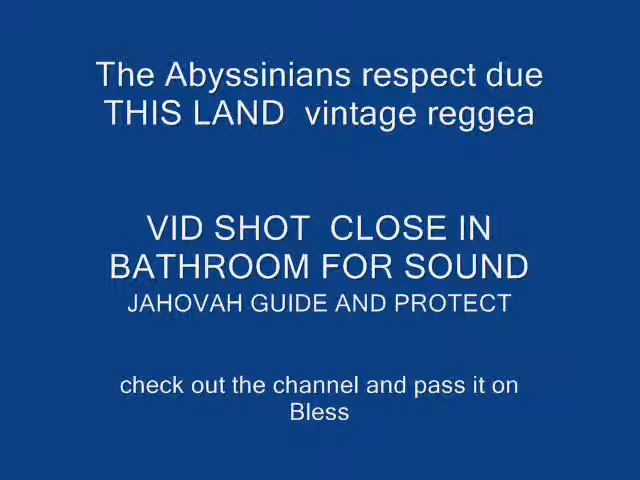 The Abyssinians respect due
THIS LAND  vintage reggea
VID SHOT  CLOSE IN
BATHROOM FOR SOUND
JAHOVAH GUIDE AND PROTECT
check out the channel and pass it on
Bless